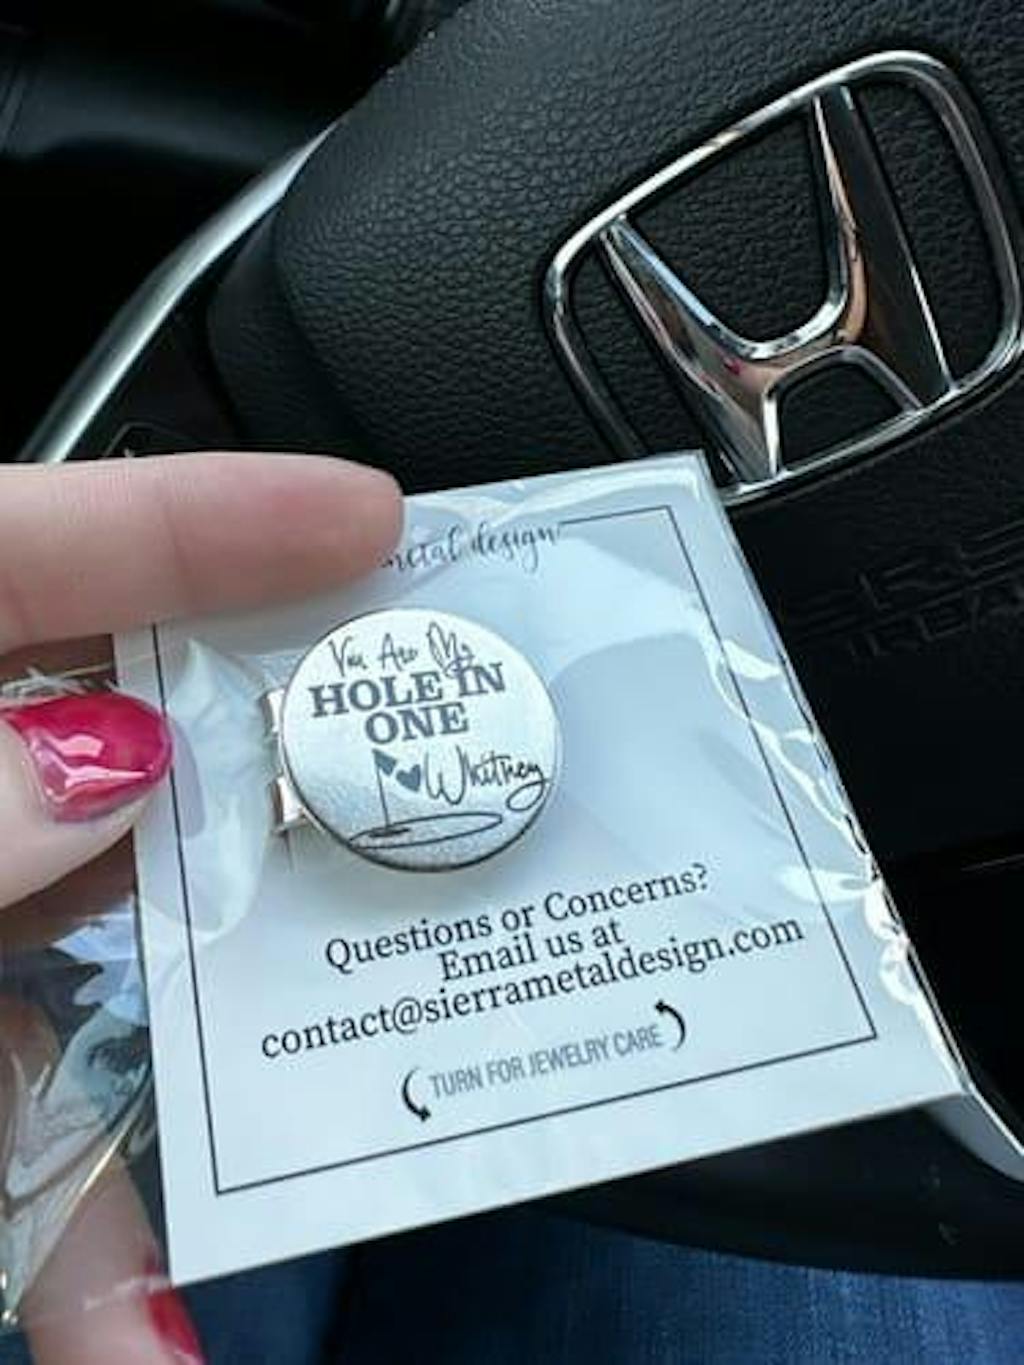 metal design
You Are My
HOLE IN
ONE
Whitney
Questions or Concerns?
Email us at
contact@sierrametaldesign.com
TURN FOR JEWELRY CARE